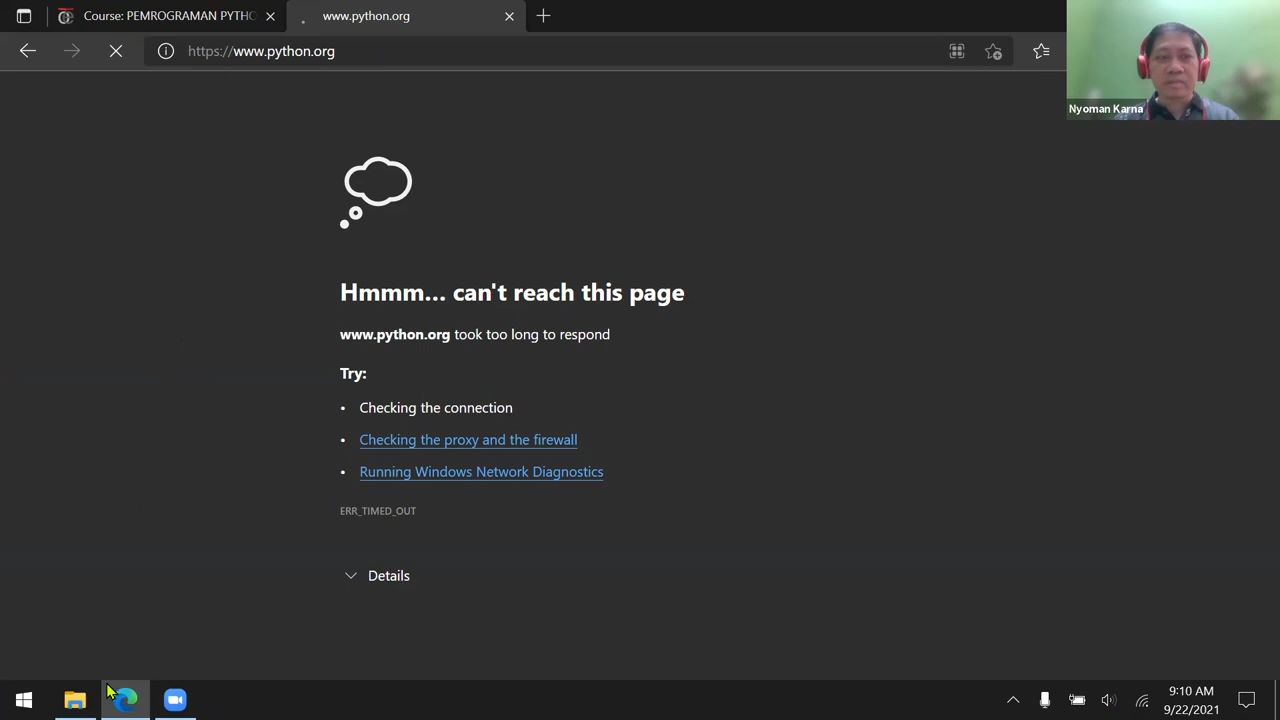 Course: PEMROGRAMAN PYTHO
www.python.org
https://www.python.org
Nyoman Karna
Hmmm... can't reach this page
www.python.org took too long to respond
Try:
• Checking the connection
• Checking the proxy and the firewall
• Running Windows Network Diagnostics
ERR_TIMED_OUT
Details
9:10 AM
9/22/2021